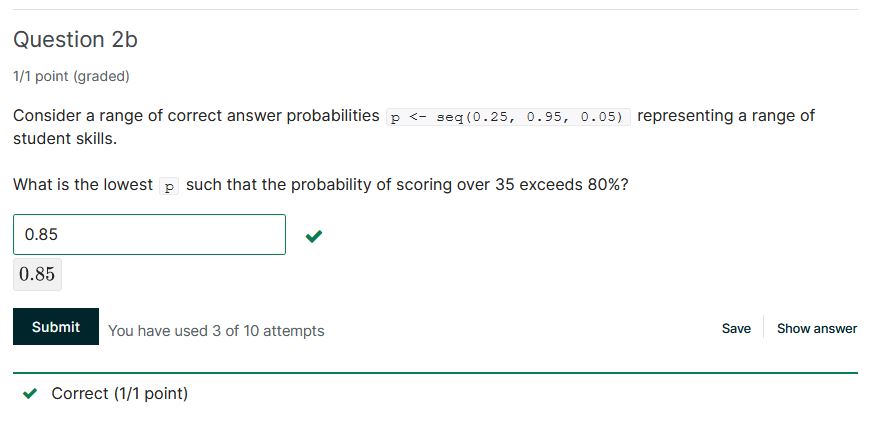 Question 2b
1/1 point (graded)
Consider a range of correct answer probabilities p <- seq(0.25, 0.95, 0.05) representing a range of
student skills.
What is the lowest p such that the probability of scoring over 35 exceeds 80%?
0.85
0.85
Submit You have used 3 of 10 attempts Save Show answer
Correct (1/1 point)